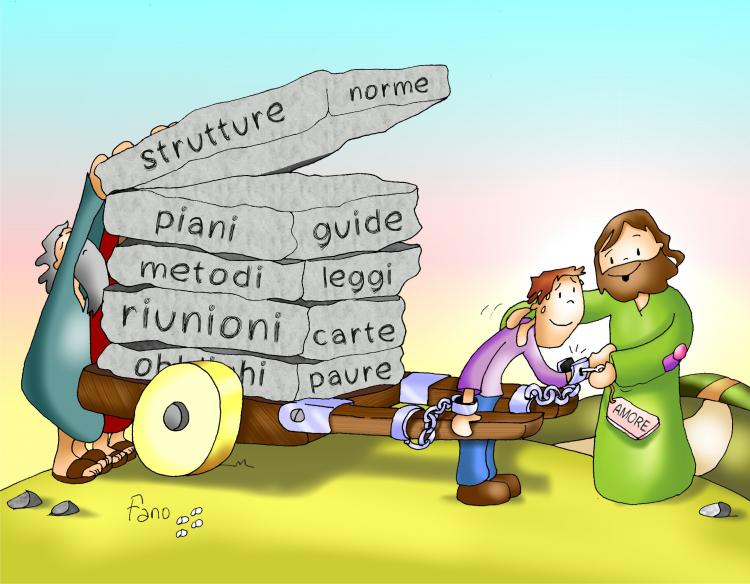 strutture norme
piani guide
metodi leggi
riunioni carte
paure
AMORE
Fano